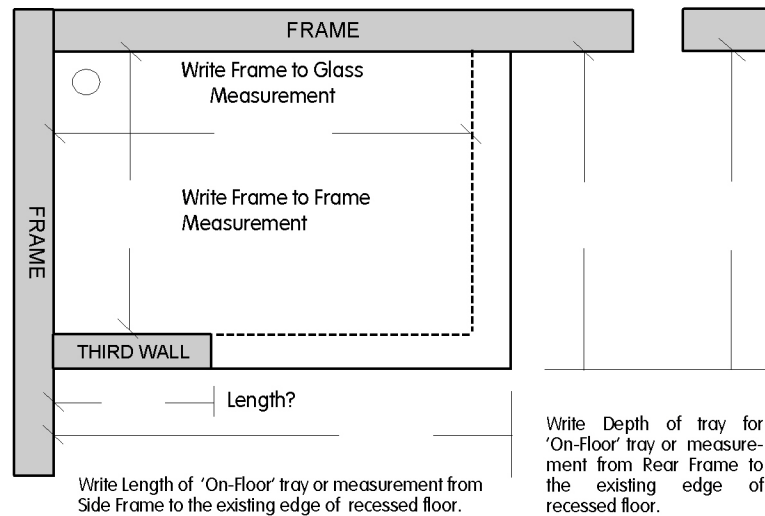 FRAME
Write Frame to Glass
Measurement
Write Frame to Frame
Measurement
FRAME
THIRD WALL
Length?
Write Length of 'On-Floor' tray or measurement from
Side Frame to the existing edge of recessed floor.
Write Depth of tray for
'On-Floor' tray or measure-
ment from Rear Frame to
the existing edge of
recessed floor.